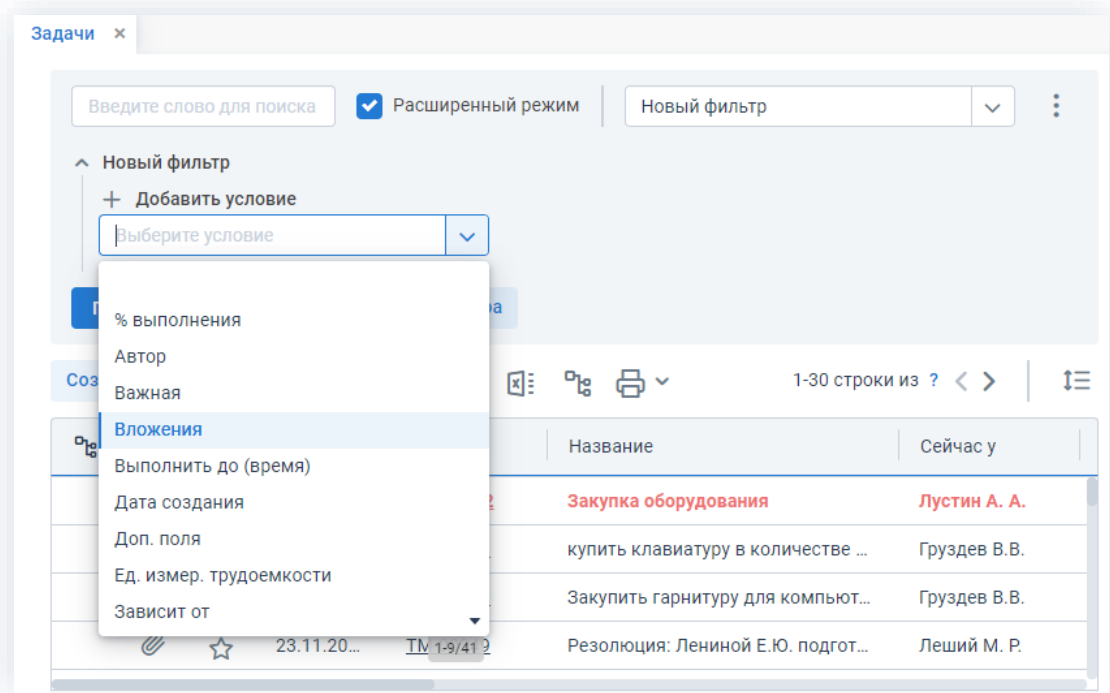 Задачи ×
Введите слово для поиска Расширенный режим Новый фильтр
Новый фильтр
+ Добавить условие
Выберите условие
% выполнения
Автор
Важная
Вложения
Выполнить до (время)
Дата создания
Доп. поля
Ед. измер. трудоемкости
Зависит от
1-9/41
1-30 строки из ?
Название Сейчас у
Закупка оборудования Лустин А. А.
купить клавиатуру в количестве ... Груздев В.В.
Закупить гарнитуру для компьют... Груздев В.В.
23.11.20... Резолюция: Лениной Е.Ю. подгот... Леший М. Р.